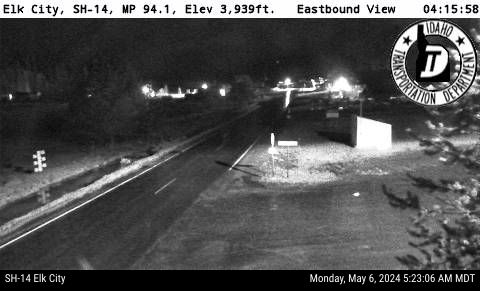 Elk City, SH-14, MP 94.1, Elev 3,939ft. Eastbound View 04:15:58
IDAHO
TRANSPORTATION DEPARTMENT
SH-14 Elk City Monday, May 6, 2024 5:23:06 AM MDT